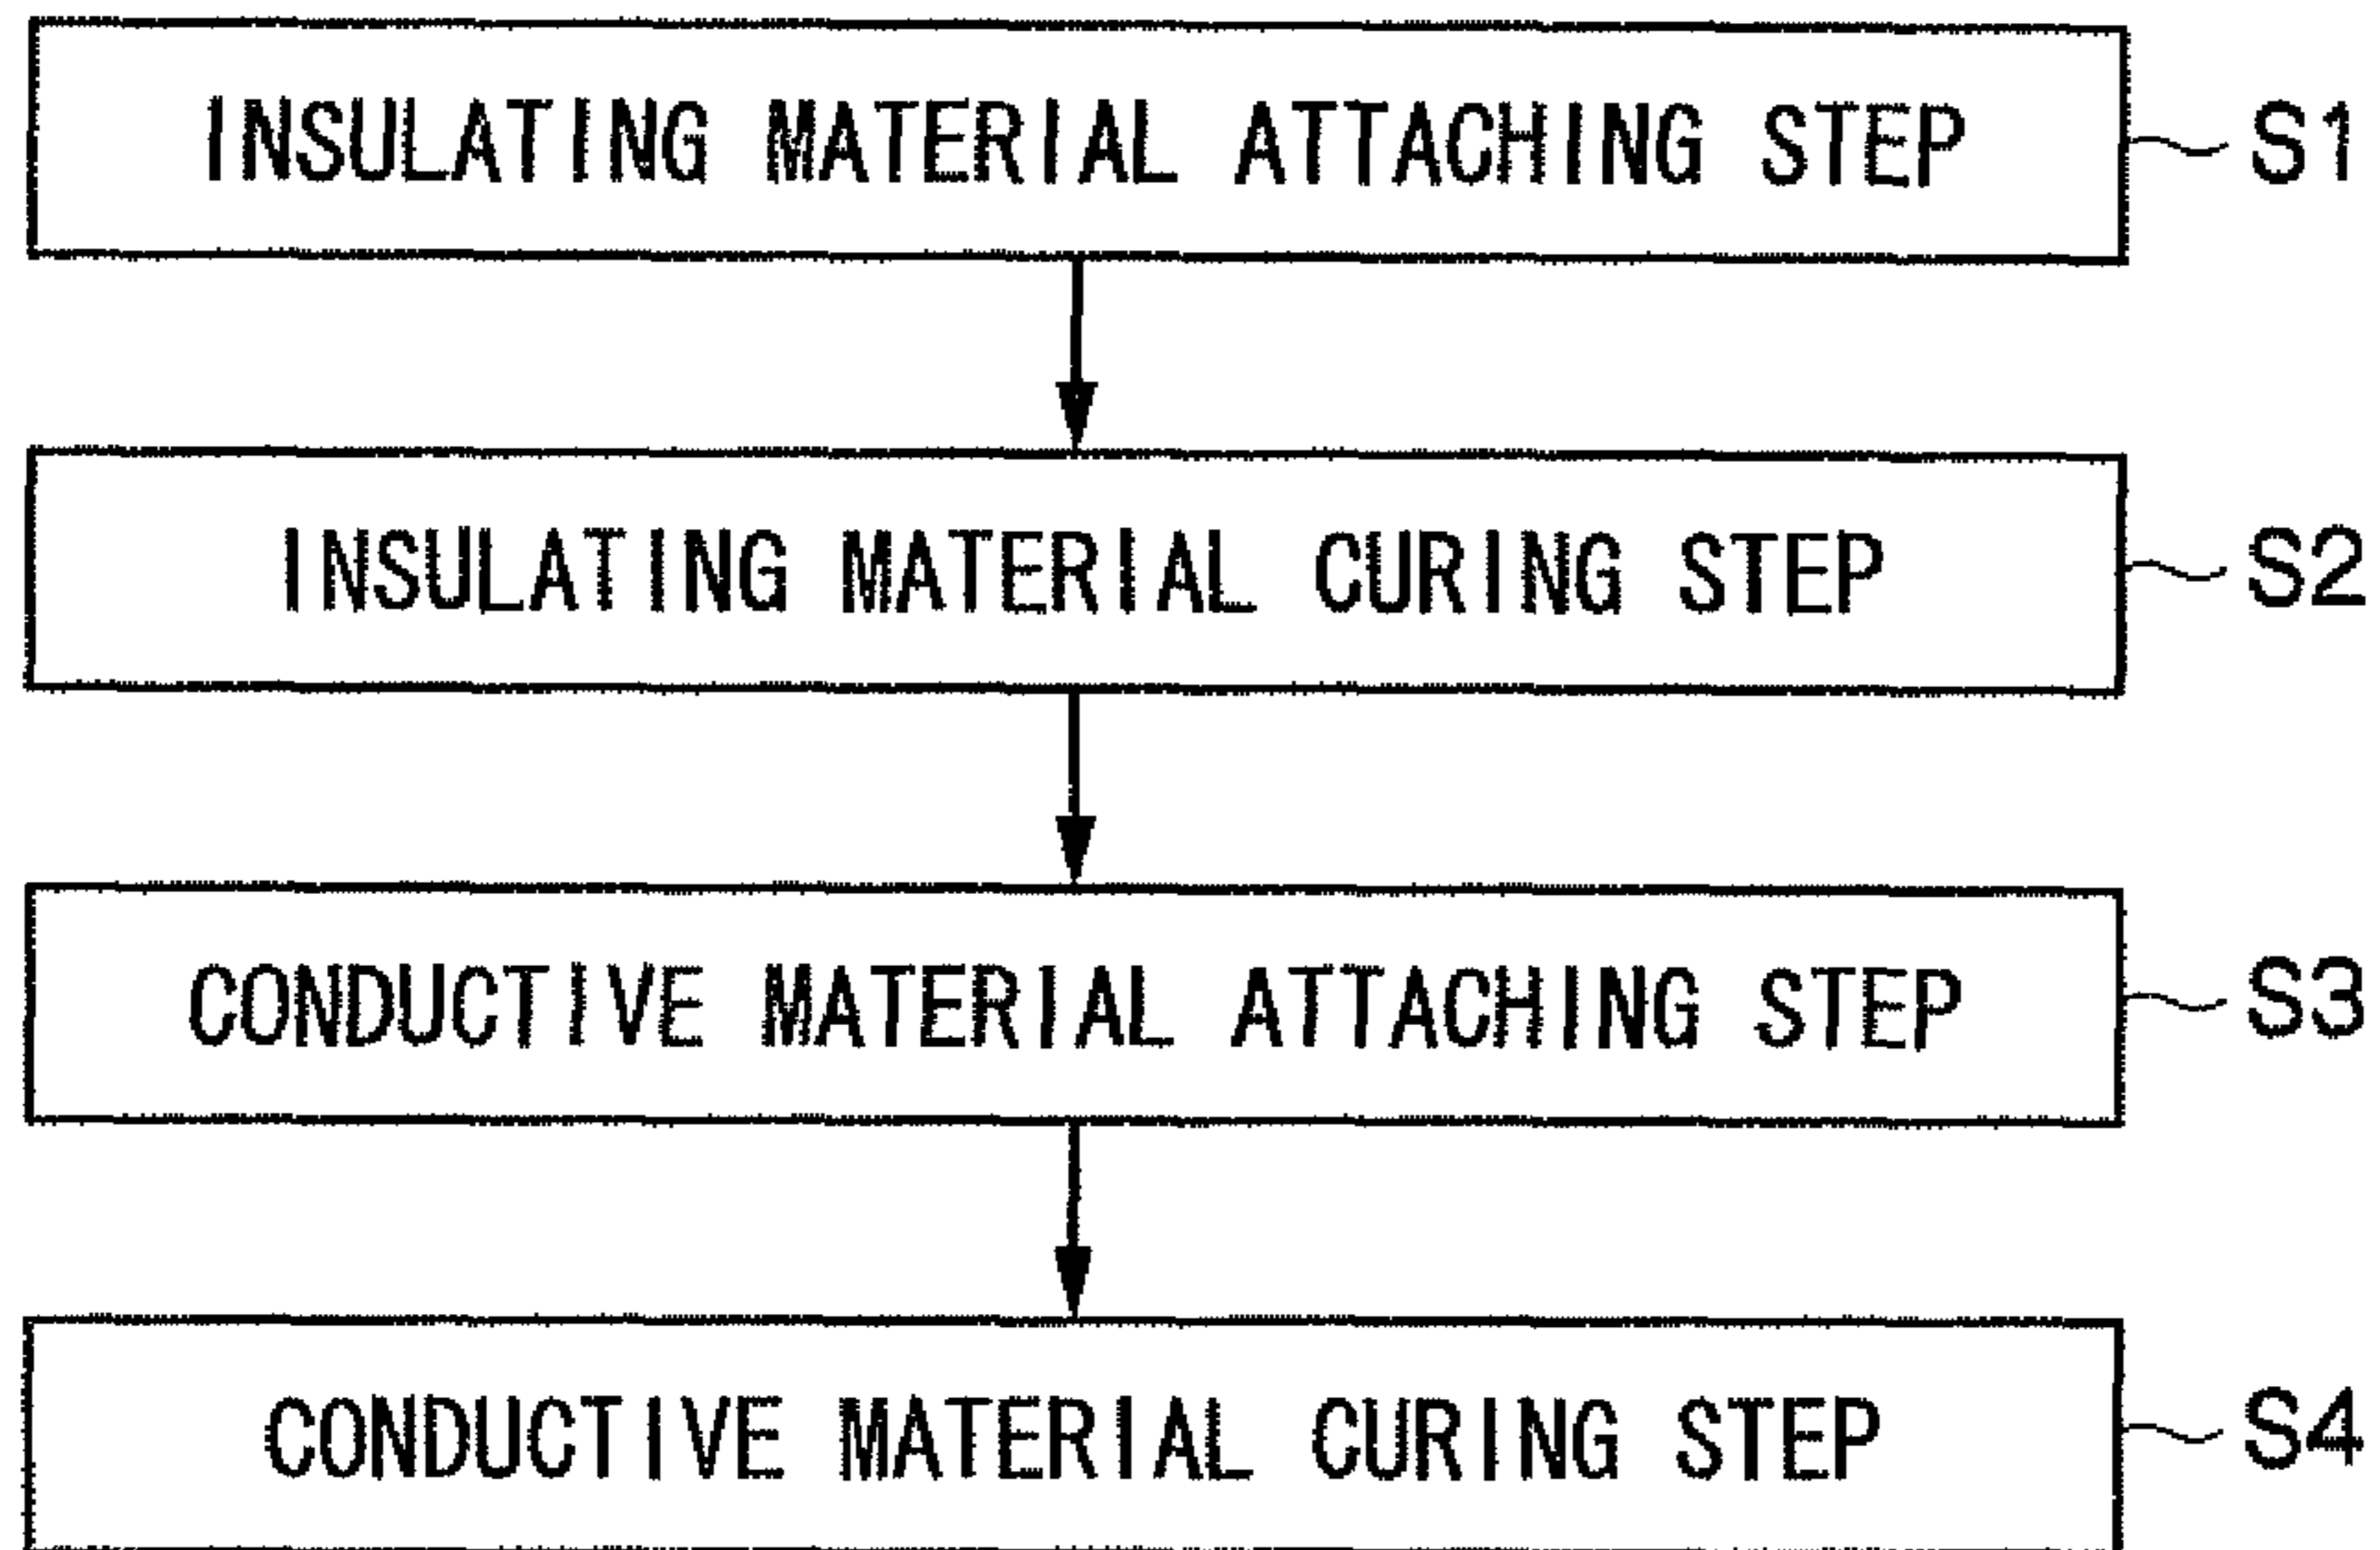 INSULATING MATERIAL ATTACHING STEP S1
INSULATING MATERIAL CURING STEP S2
CONDUCTIVE MATERIAL ATTACHING STEP S3
CONDUCTIVE MATERIAL CURING STEP S4